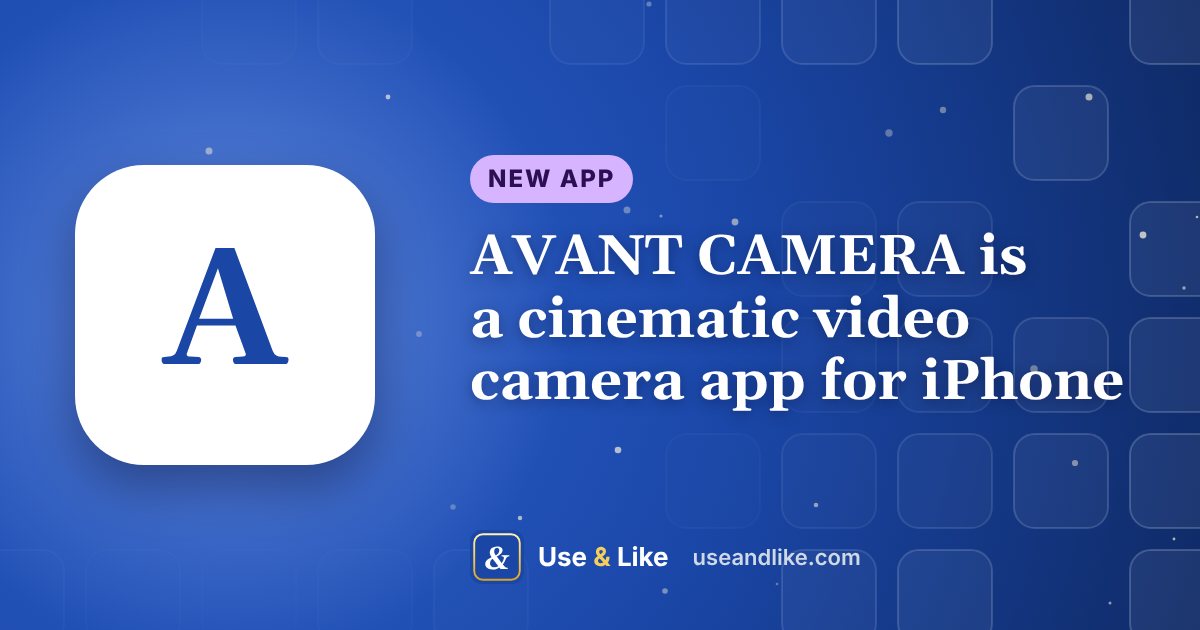 A
NEW APP
AVANT CAMERA is
a cinematic video
camera app for iPhone
& Use & Like useandlike.com